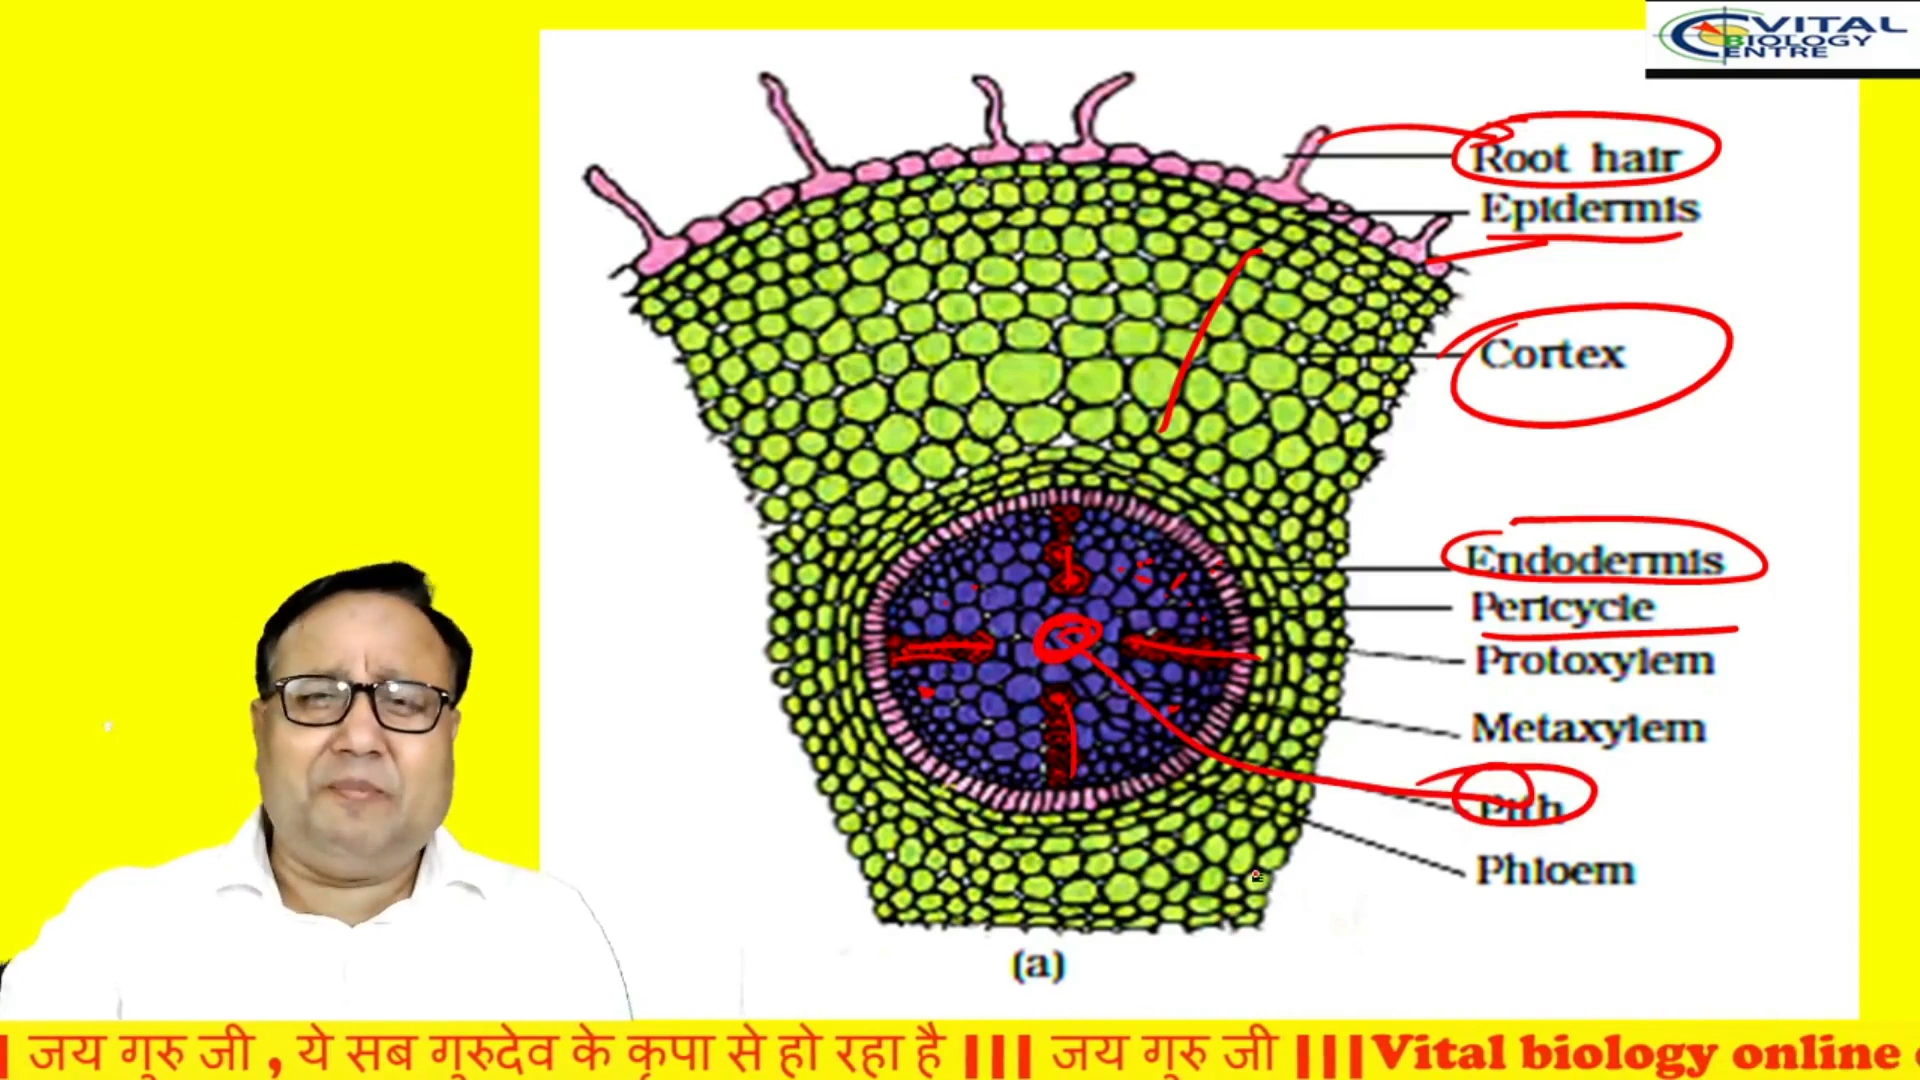 VITAL
BIOLOGY
CENTRE
Root hair
Epidermis
Cortex
Endodermis
Pericycle
Protoxylem
Metaxylem
Pith
Phloem
(a)
| जय गुरु जी , ये सब गुरुदेव के कृपा से हो रहा है ||| जय गुरु जी |||Vital biology online